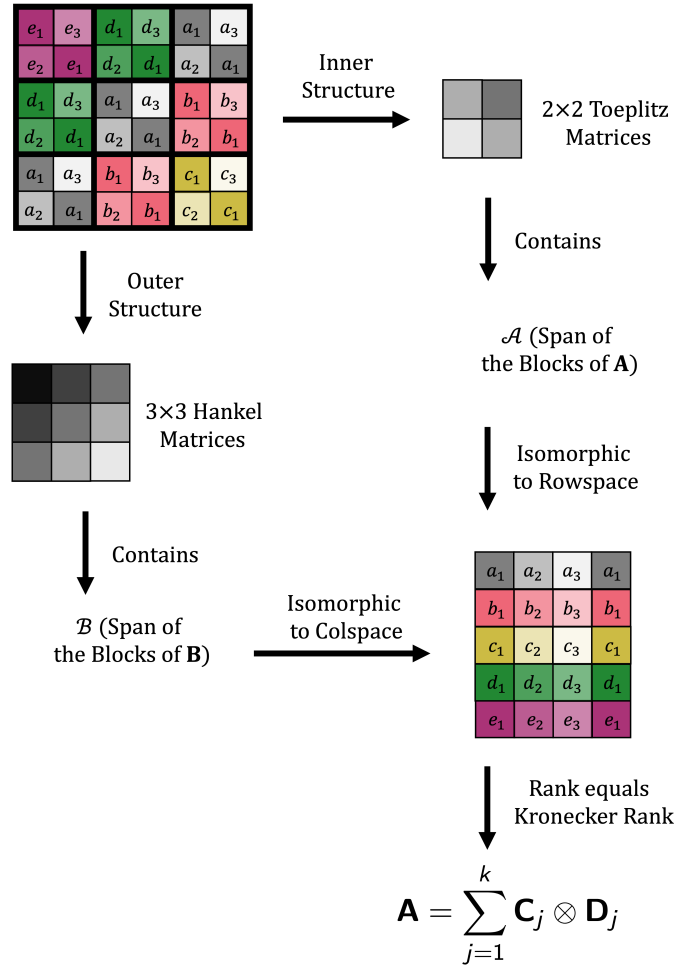 e₁ e₃ d₁ d₃ a₁ a₃
e₂ e₁ d₂ d₁ a₂ a₁
d₁ d₃ a₁ a₃ b₁ b₃
d₂ d₁ a₂ a₁ b₂ b₁
a₁ a₃ b₁ b₃ c₁ c₃
a₂ a₁ b₂ b₁ c₂ c₁
Inner
Structure
2×2 Toeplitz
Matrices
Contains
𝒜 (Span of
the Blocks of 𝐀)
Isomorphic
to Rowspace
Outer
Structure
3×3 Hankel
Matrices
Contains
ℬ (Span of
the Blocks of 𝐁)
Isomorphic
to Colspace
a₁ a₂ a₃ a₁
b₁ b₂ b₃ b₁
c₁ c₂ c₃ c₁
d₁ d₂ d₃ d₁
e₁ e₂ e₃ e₁
Rank equals
Kronecker Rank
k
𝐀 = ∑ 𝐂ⱼ ⊗ 𝐃ⱼ
j=1